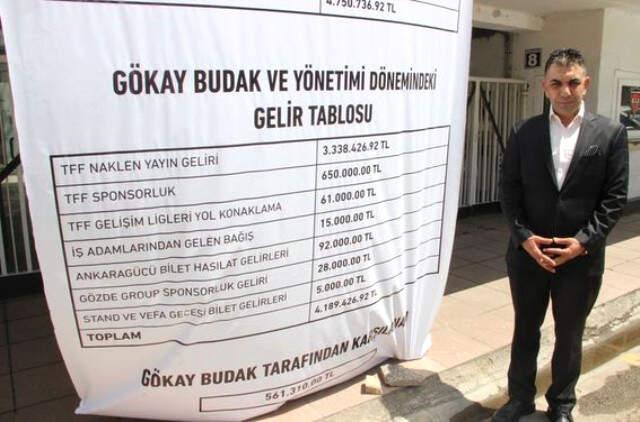 4.750.736.92 TL
GÖKAY BUDAK VE YÖNETİMİ DÖNEMİNDEKİ
GELİR TABLOSU
TFF NAKLEN YAYIN GELİRİ 3.338.426.92 TL
TFF SPONSORLUK 650.000.00 TL
TFF GELİŞİM LİGLERİ YOL KONAKLAMA 61.000.00 TL
İŞ ADAMLARINDAN GELEN BAĞIŞ 15.000.00 TL
ANKARAGÜCÜ BİLET HASILAT GELİRLERİ 92.000.00 TL
GÖZDE GROUP SPONSORLUK GELİRİ 28.000.00 TL
STAND VE VEFA GECESİ BİLET GELİRLERİ 5.000.00 TL
TOPLAM 4.189.426.92 TL
GÖKAY BUDAK TARAFINDAN
561.310.00 TL
8